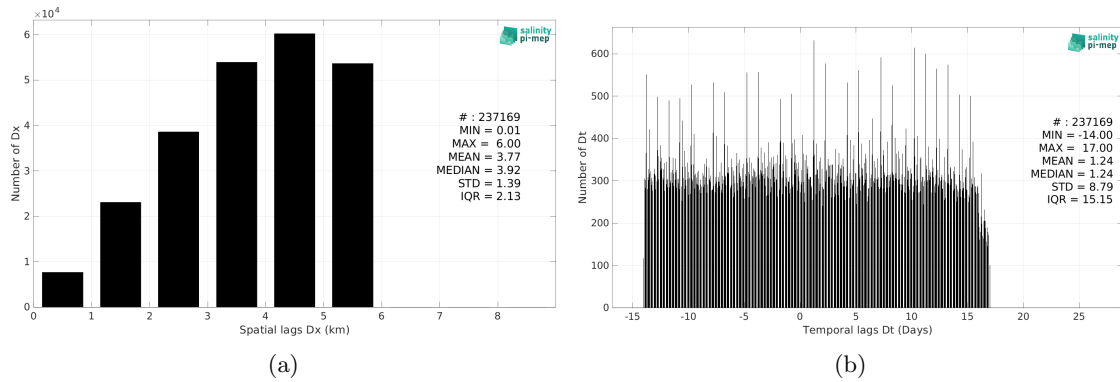 ×10⁴
6
5
4
3
2
1
0
Number of Dx
salinity
pi-mep
# : 237169
MIN = 0.01
MAX = 6.00
MEAN = 3.77
MEDIAN = 3.92
STD = 1.39
IQR = 2.13
0 1 2 3 4 5 6 7 8
Spatial lags Dx (km)
(a)
600
500
400
300
200
100
0
Number of Dt
salinity
pi-mep
# : 237169
MIN = -14.00
MAX = 17.00
MEAN = 1.24
MEDIAN = 1.24
STD = 8.79
IQR = 15.15
-15 -10 -5 0 5 10 15 20 25
Temporal lags Dt (Days)
(b)